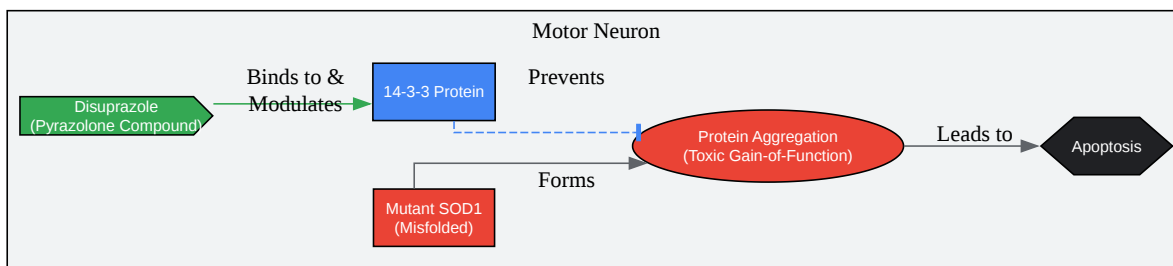 Motor Neuron
Binds to &
Modulates
Disuprazole
(Pyrazolone Compound)
14-3-3 Protein
Prevents
Protein Aggregation
(Toxic Gain-of-Function)
Leads to
Apoptosis
Forms
Mutant SOD1
(Misfolded)